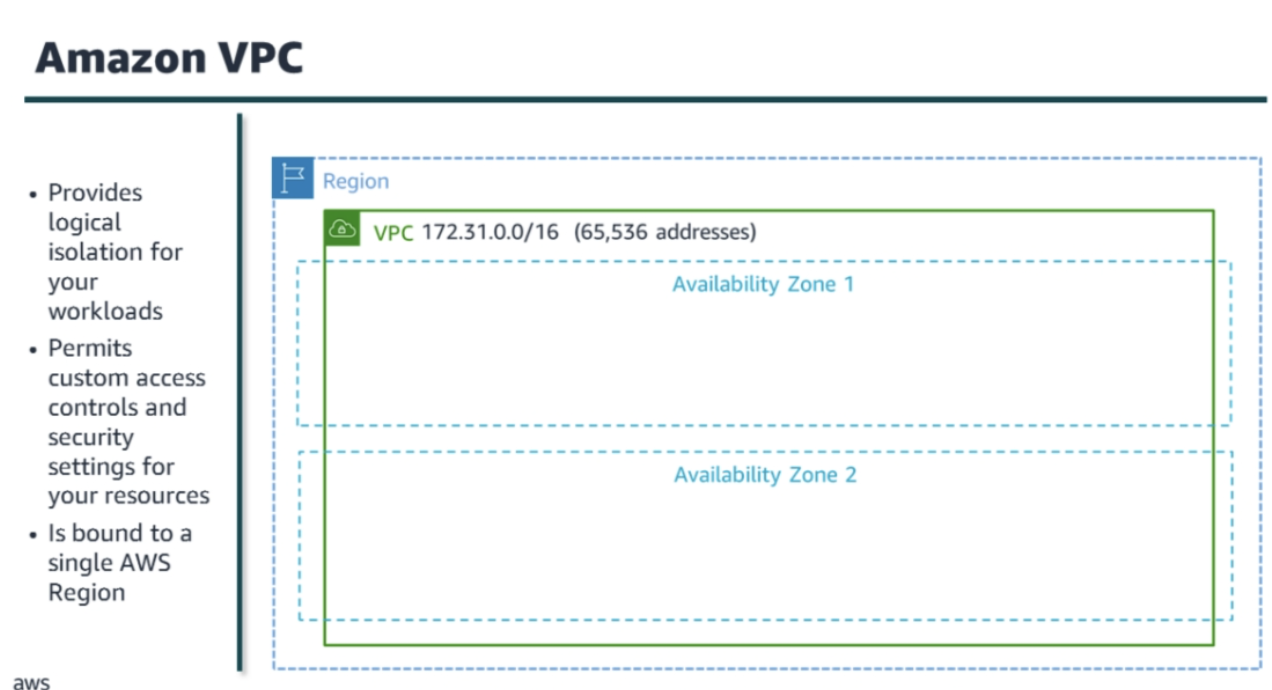 Amazon VPC
• Provides
logical
isolation for
your
workloads
• Permits
custom access
controls and
security
settings for
your resources
• Is bound to a
single AWS
Region
Region
VPC 172.31.0.0/16 (65,536 addresses)
Availability Zone 1
Availability Zone 2
aws